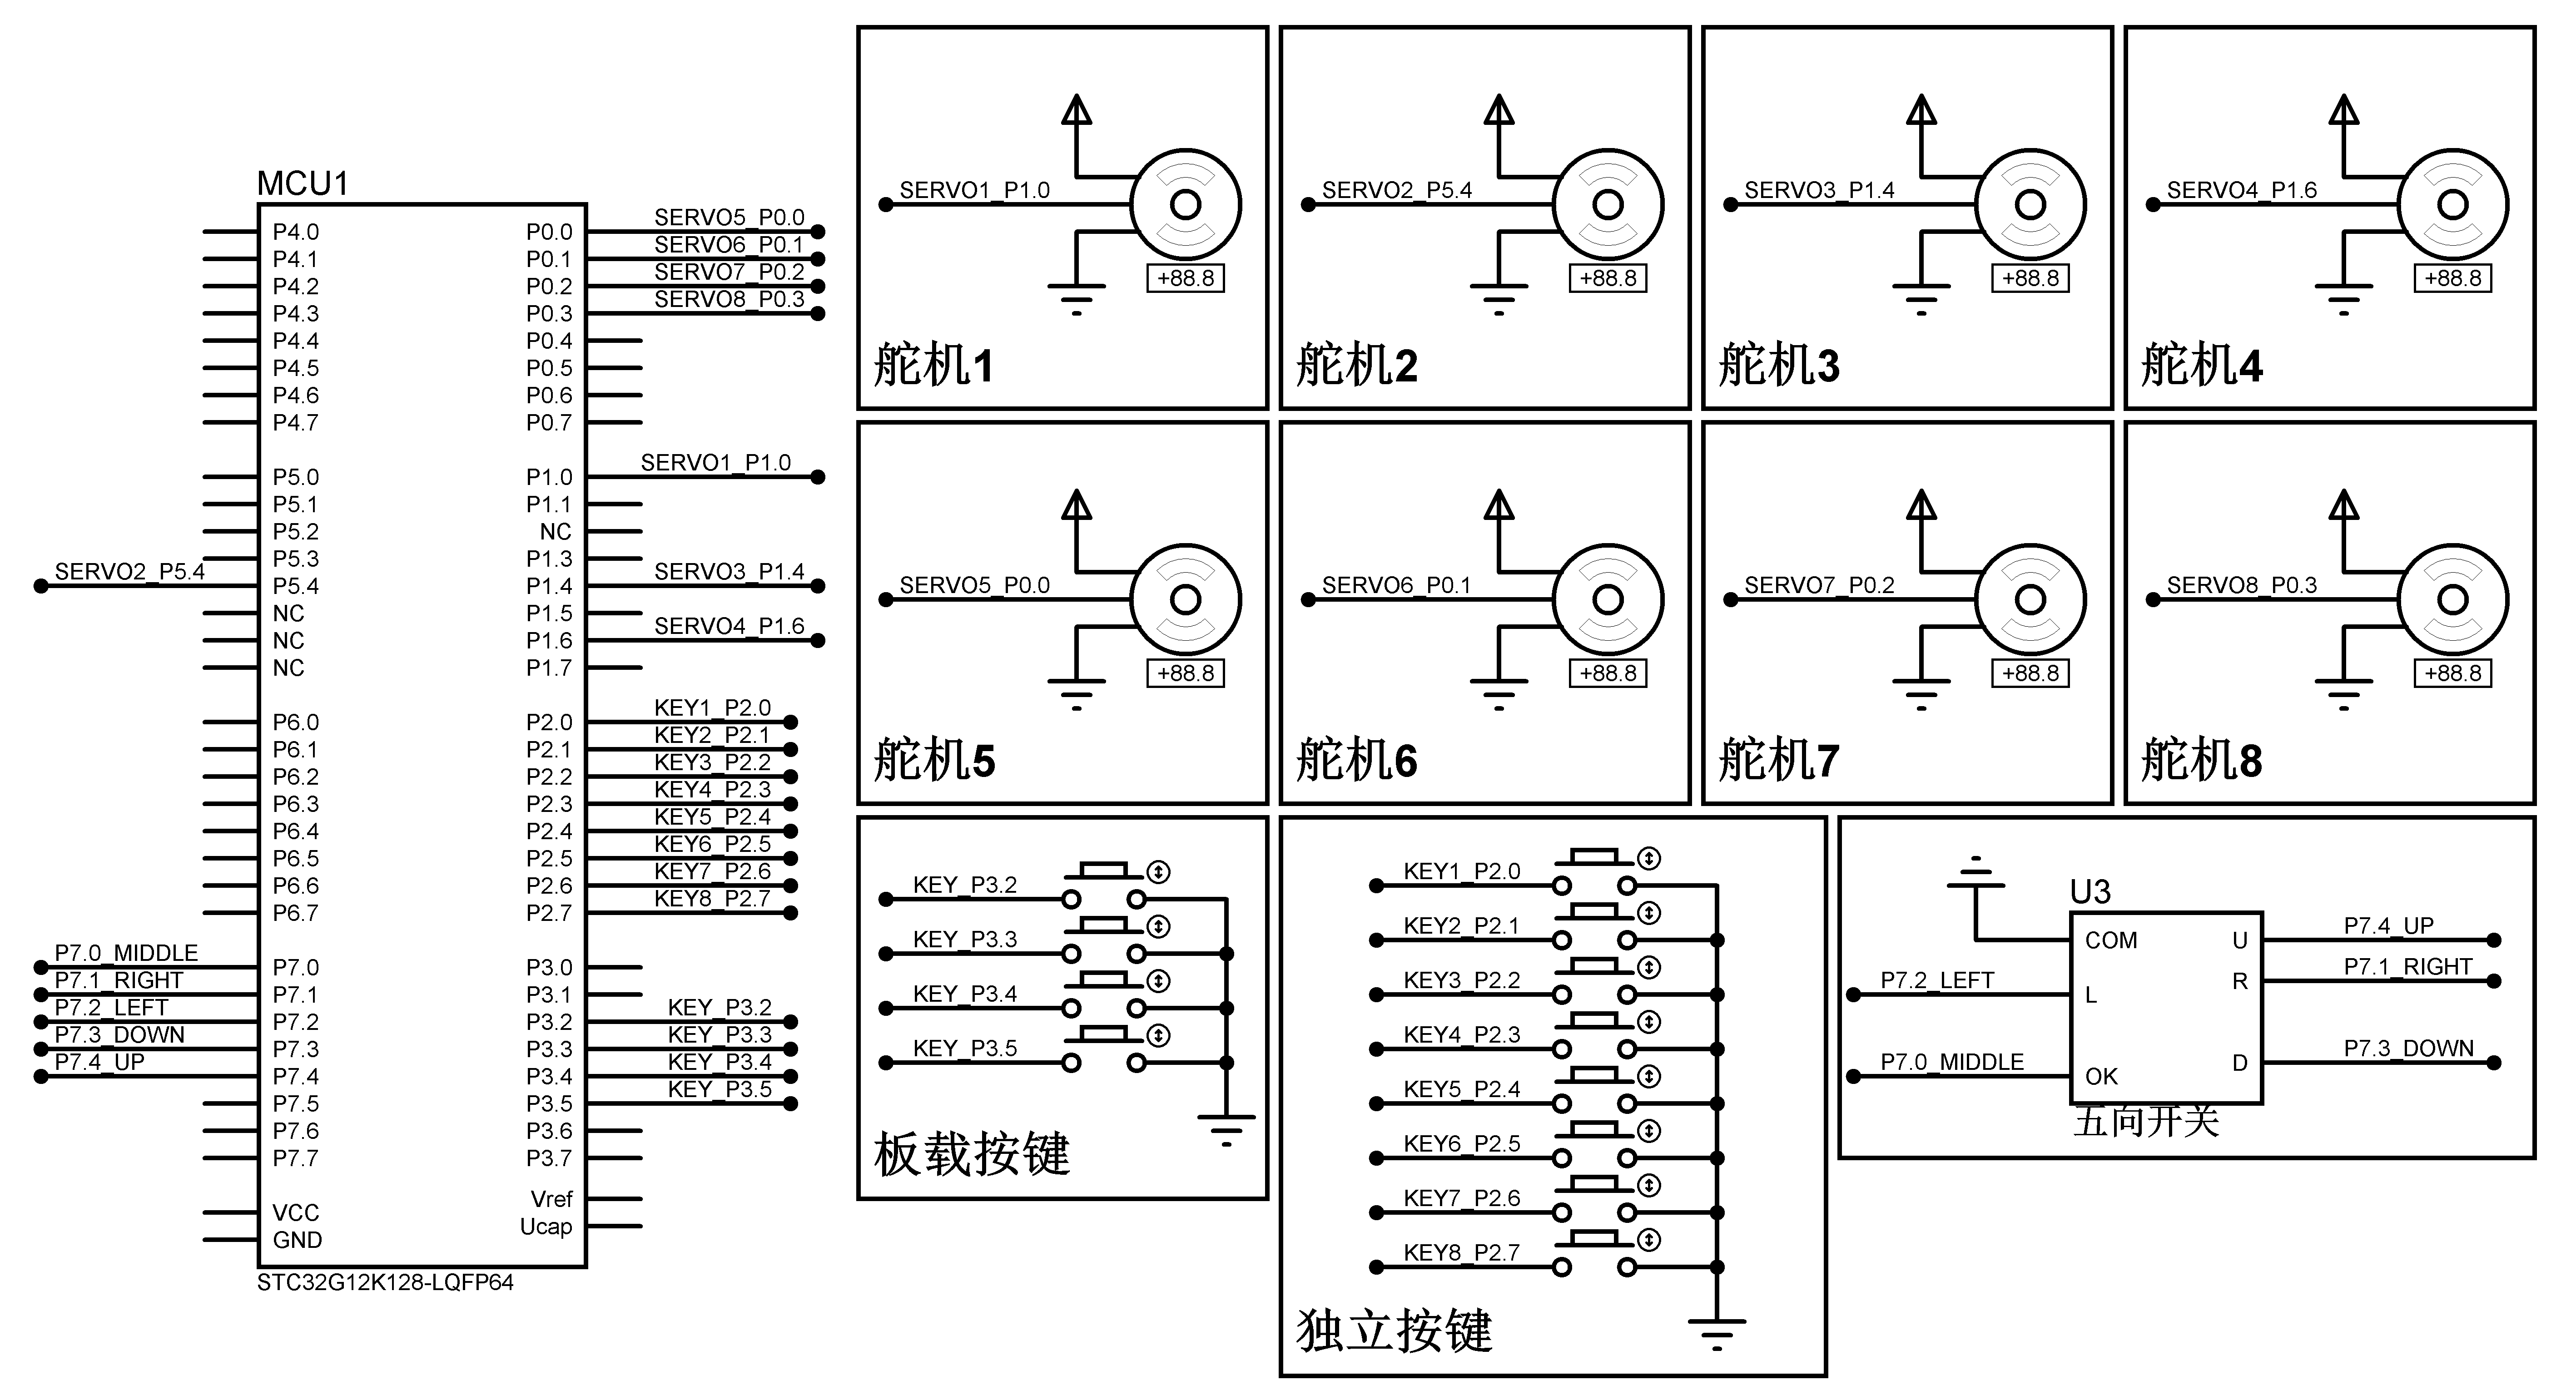 MCU1
P4.0
P4.1
P4.2
P4.3
P4.4
P4.5
P4.6
P4.7
P5.0
P5.1
P5.2
P5.3
SERVO2_P5.4
P5.4
NC
NC
NC
P6.0
P6.1
P6.2
P6.3
P6.4
P6.5
P6.6
P6.7
P7.0_MIDDLE
P7.0
P7.1_RIGHT
P7.1
P7.2_LEFT
P7.2
P7.3_DOWN
P7.3
P7.4_UP
P7.4
P7.5
P7.6
P7.7
VCC
GND
P0.0
SERVO5_P0.0
P0.1
SERVO6_P0.1
P0.2
SERVO7_P0.2
P0.3
SERVO8_P0.3
P0.4
P0.5
P0.6
P0.7
P1.0
SERVO1_P1.0
P1.1
NC
P1.3
P1.4
SERVO3_P1.4
P1.5
P1.6
SERVO4_P1.6
P1.7
P2.0
KEY1_P2.0
P2.1
KEY2_P2.1
P2.2
KEY3_P2.2
P2.3
KEY4_P2.3
P2.4
KEY5_P2.4
P2.5
KEY6_P2.5
P2.6
KEY7_P2.6
P2.7
KEY8_P2.7
P3.0
P3.1
P3.2
KEY_P3.2
P3.3
KEY_P3.3
P3.4
KEY_P3.4
P3.5
KEY_P3.5
P3.6
P3.7
Vref
Ucap
STC32G12K128-LQFP64
SERVO1_P1.0
+88.8
舵机1
SERVO2_P5.4
+88.8
舵机2
SERVO3_P1.4
+88.8
舵机3
SERVO4_P1.6
+88.8
舵机4
SERVO5_P0.0
+88.8
舵机5
SERVO6_P0.1
+88.8
舵机6
SERVO7_P0.2
+88.8
舵机7
SERVO8_P0.3
+88.8
舵机8
KEY_P3.2
KEY_P3.3
KEY_P3.4
KEY_P3.5
板载按键
KEY1_P2.0
KEY2_P2.1
KEY3_P2.2
KEY4_P2.3
KEY5_P2.4
KEY6_P2.5
KEY7_P2.6
KEY8_P2.7
独立按键
U3
COM
U
P7.4_UP
P7.2_LEFT
L
R
P7.1_RIGHT
P7.0_MIDDLE
OK
D
P7.3_DOWN
五向开关